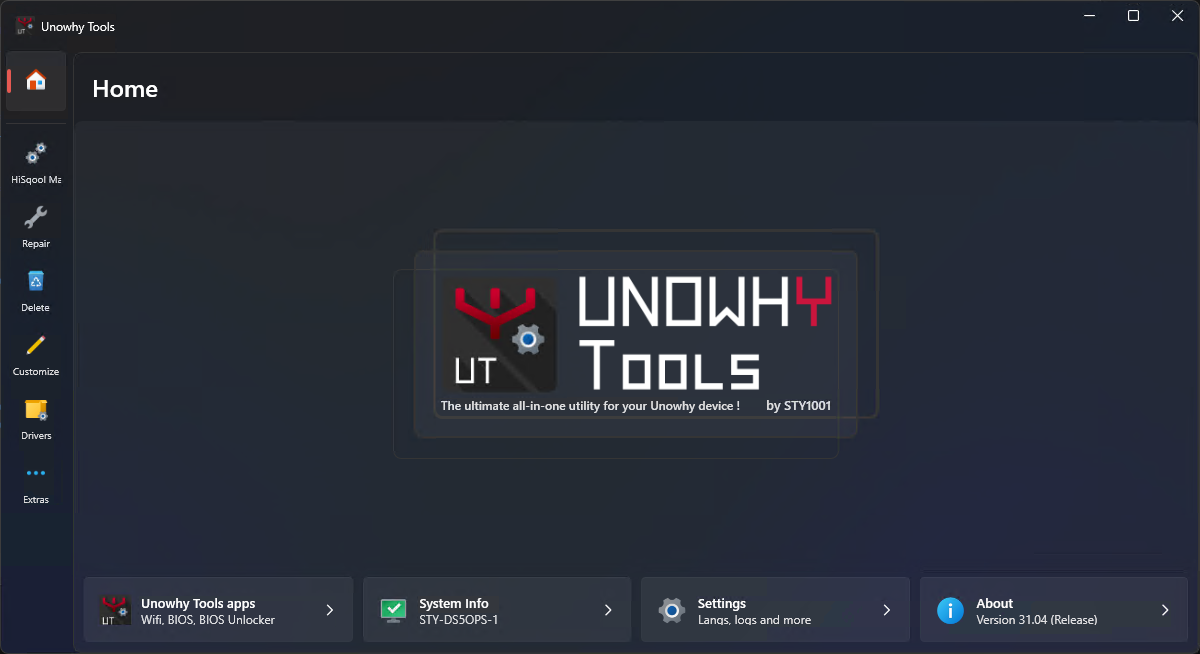 UT
Unowhy Tools
Home
HiSqool Ma
Repair
Delete
Customize
Drivers
Extras
UNOWHY
TOOLS
UT
The ultimate all-in-one utility for your Unowhy device ! by STY1001
UT
Unowhy Tools apps
Wifi, BIOS, BIOS Unlocker
System Info
STY-DS5OPS-1
Settings
Langs, logs and more
About
Version 31.04 (Release)